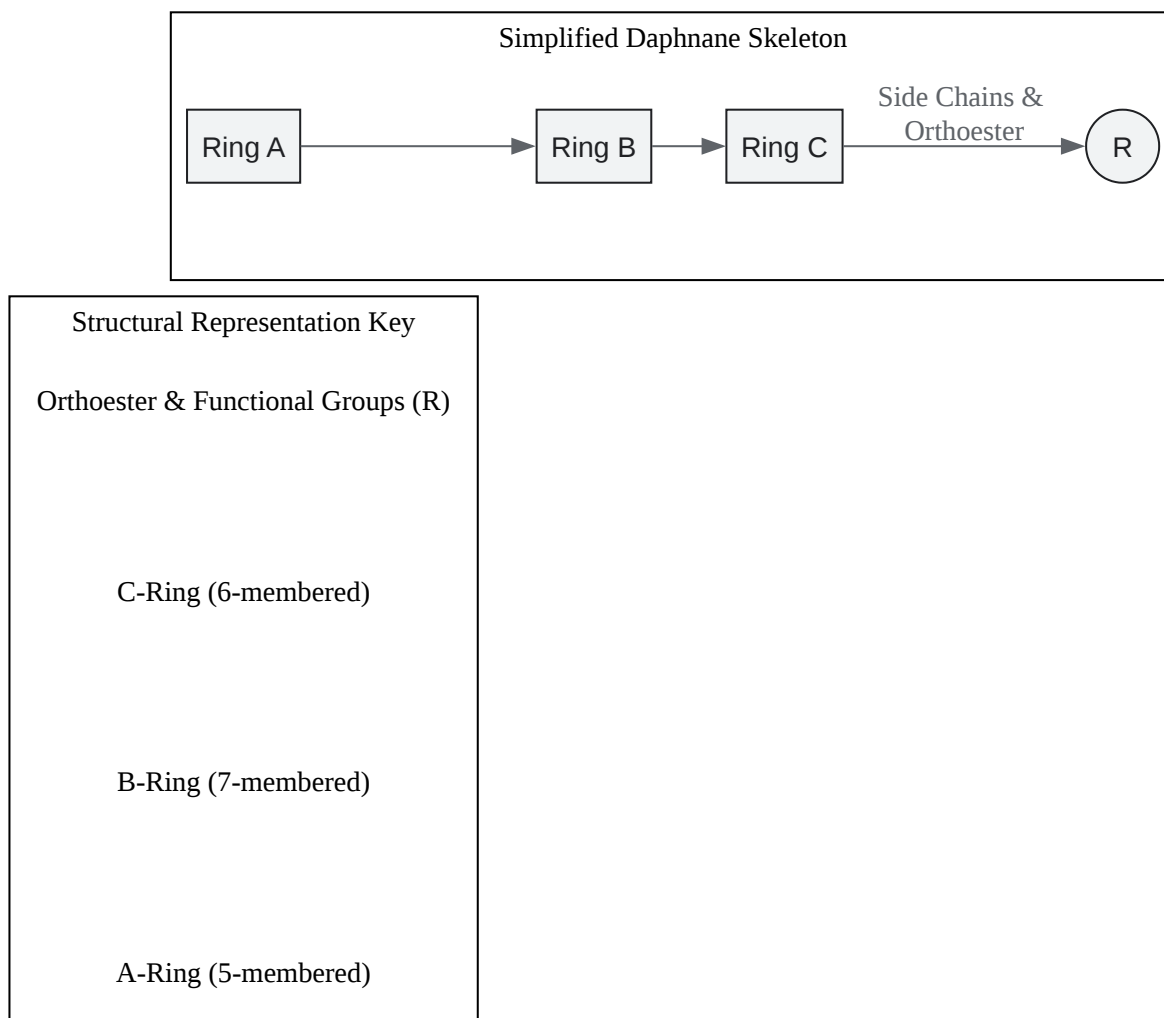 Simplified Daphnane Skeleton
Side Chains &
Orthoester
Ring A
Ring B
Ring C
R
Structural Representation Key
Orthoester & Functional Groups (R)
C-Ring (6-membered)
B-Ring (7-membered)
A-Ring (5-membered)